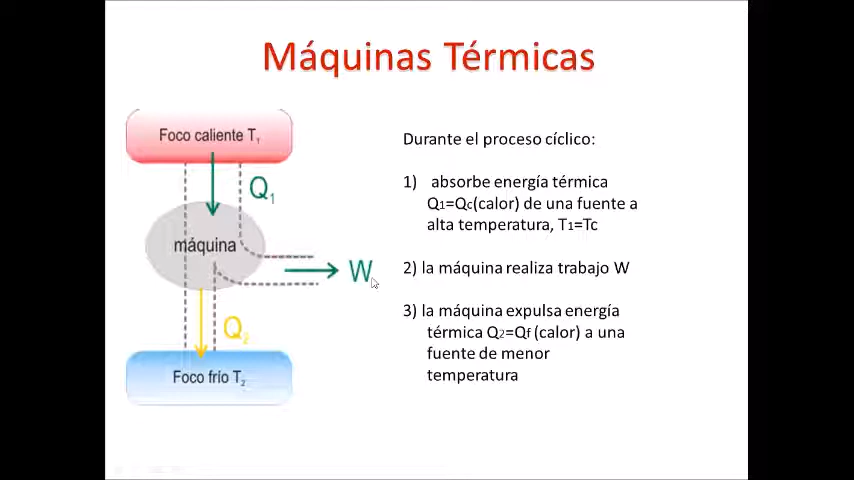 Máquinas Térmicas
Foco caliente T1
Q1
máquina
W
Q2
Foco frío T2
Durante el proceso cíclico:
1) absorbe energía térmica
Q1=Qc(calor) de una fuente a
alta temperatura, T1=Tc
2) la máquina realiza trabajo W
3) la máquina expulsa energía
térmica Q2=Qf (calor) a una
fuente de menor
temperatura